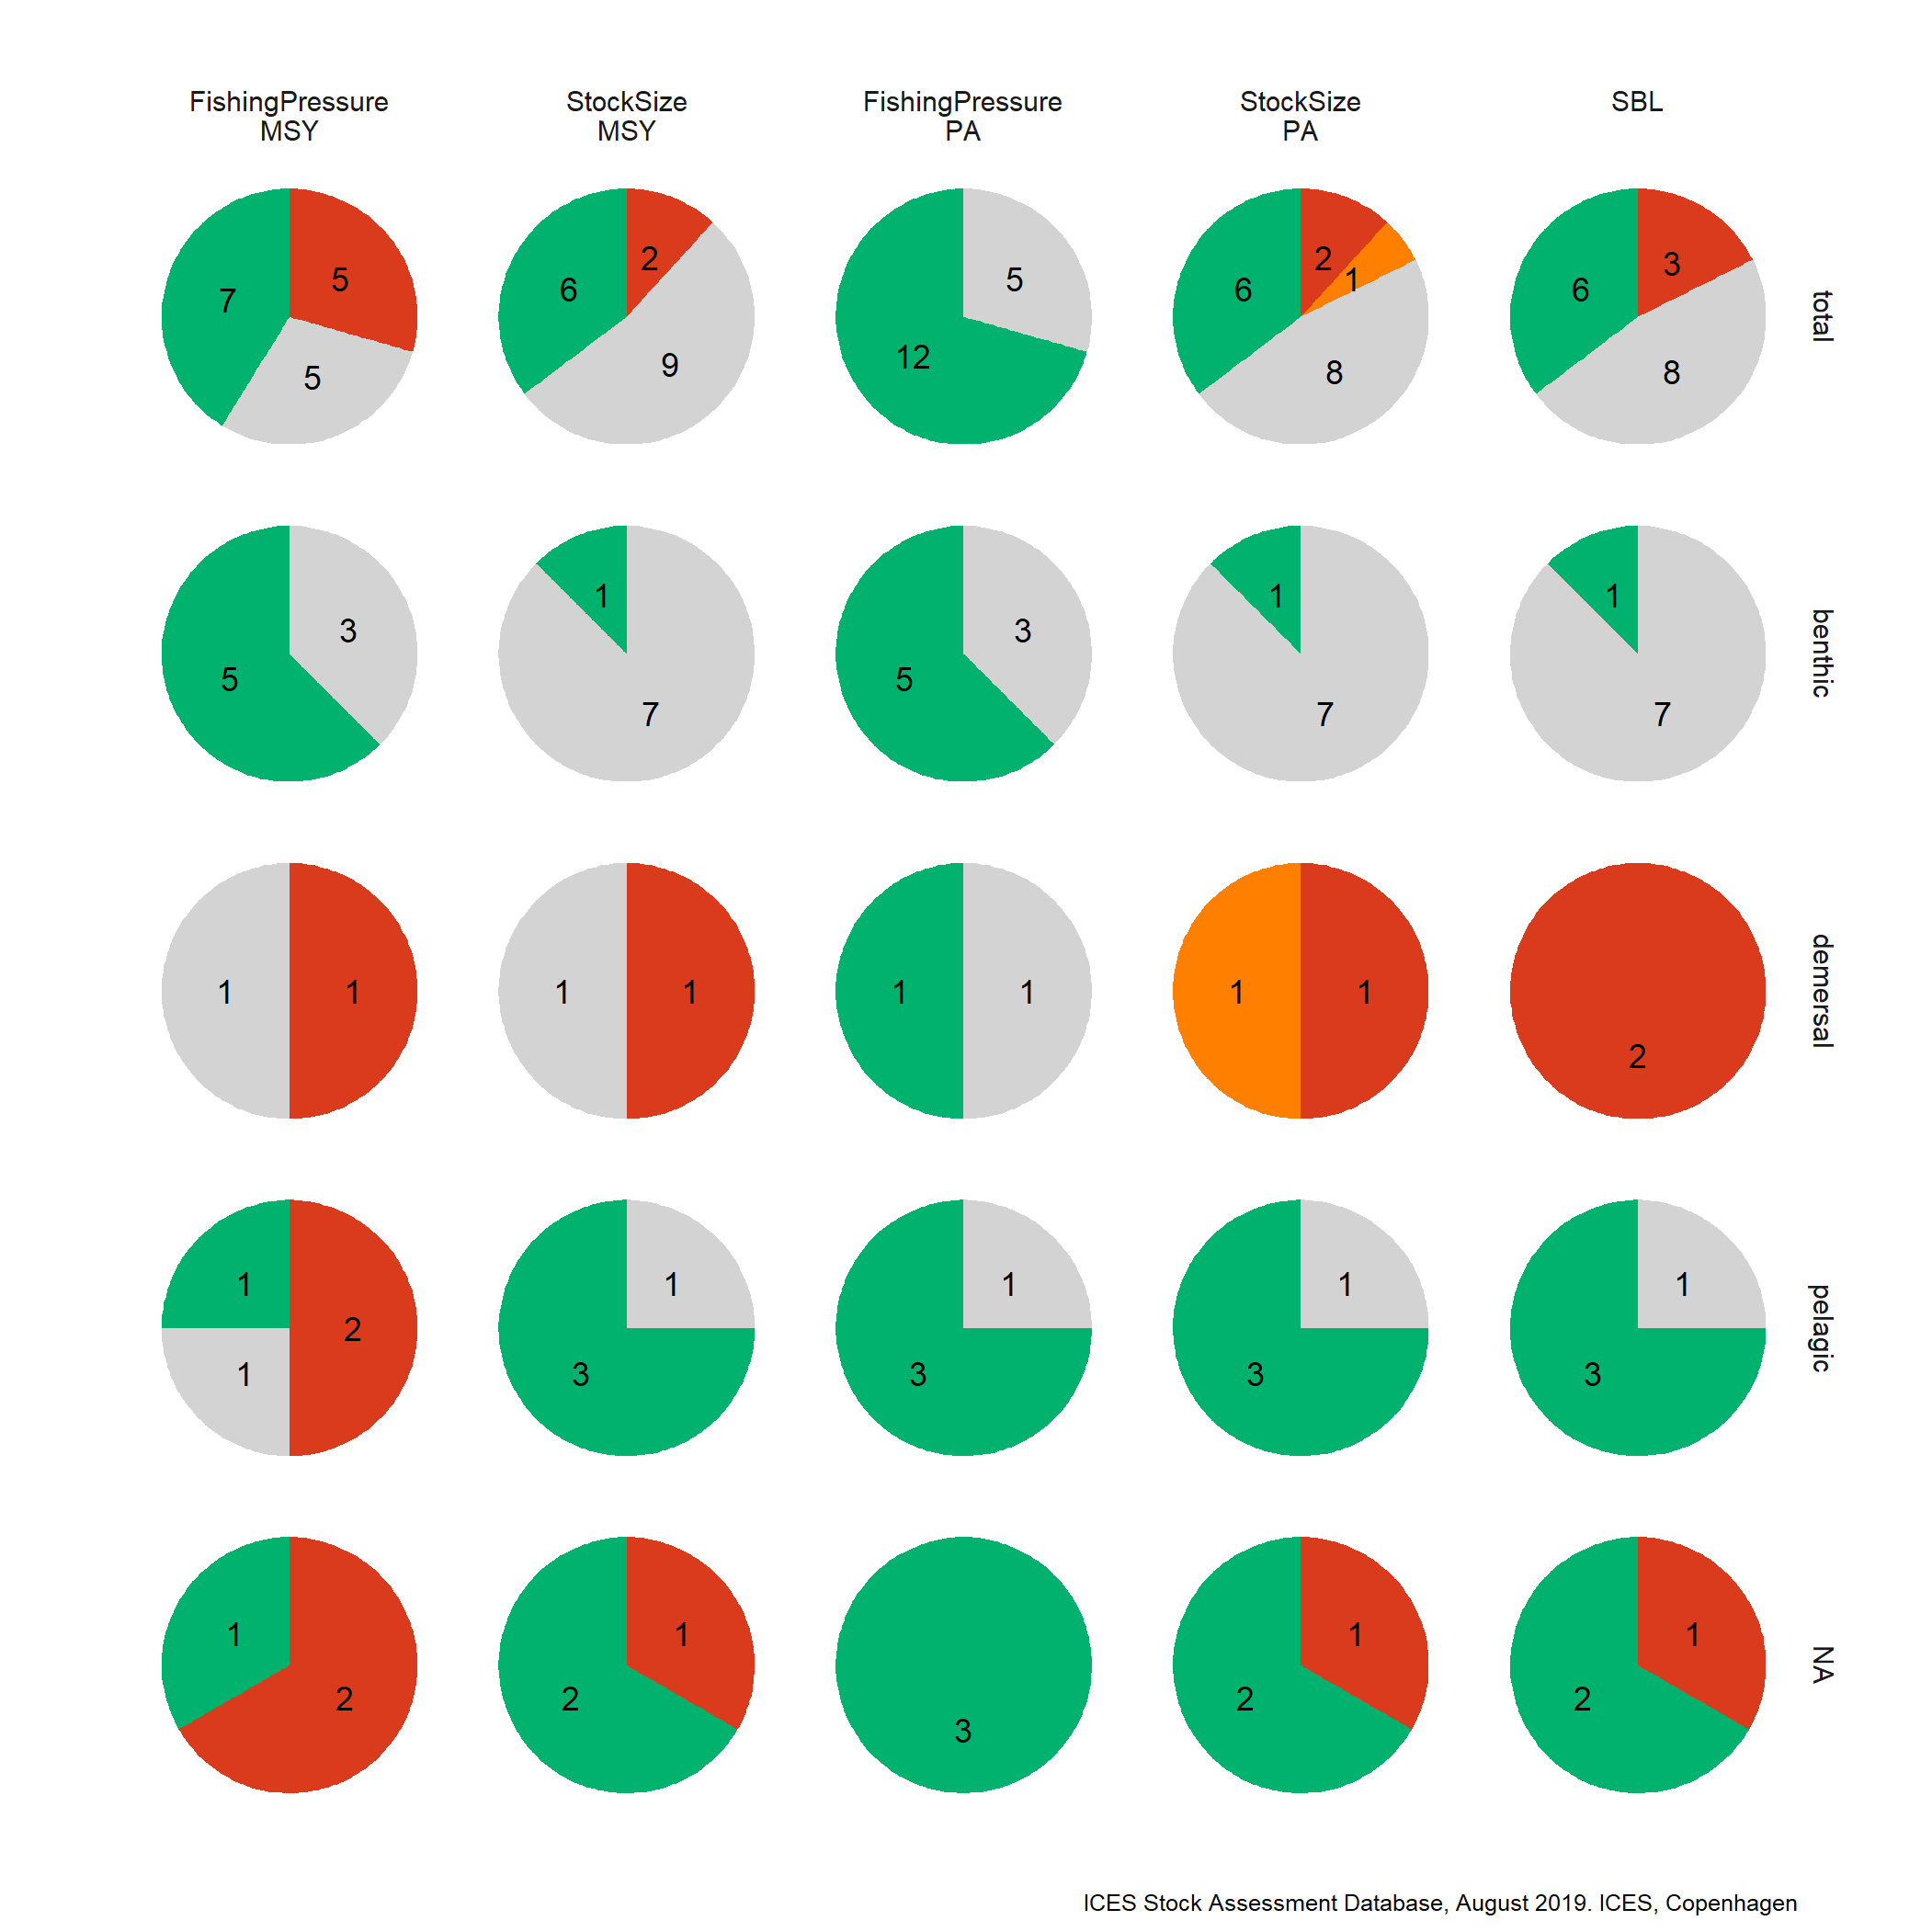 FishingPressure StockSize FishingPressure StockSize SBL
MSY MSY PA PA
7 5 5 6 2 9 5 12 6 2 1 8 6 3 8
total
5 3 1 7 5 3 1 7 1 7
benthic
1 1 1 1 1 1 1 1 2
demersal
1 2 1 1 3 1 3 1 3 1 3
pelagic
1 2 1 2 3 1 2 1 2
NA
ICES Stock Assessment Database, August 2019. ICES, Copenhagen